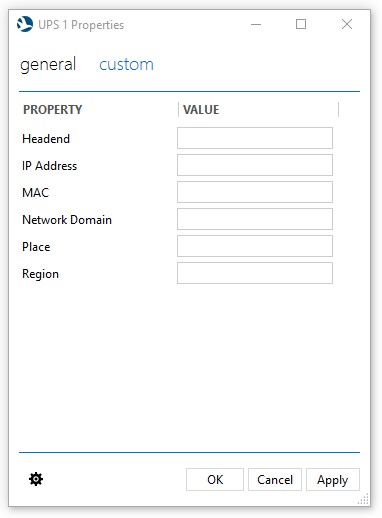 UPS 1 Properties
general custom
PROPERTY VALUE
Headend
IP Address
MAC
Network Domain
Place
Region
OK Cancel Apply